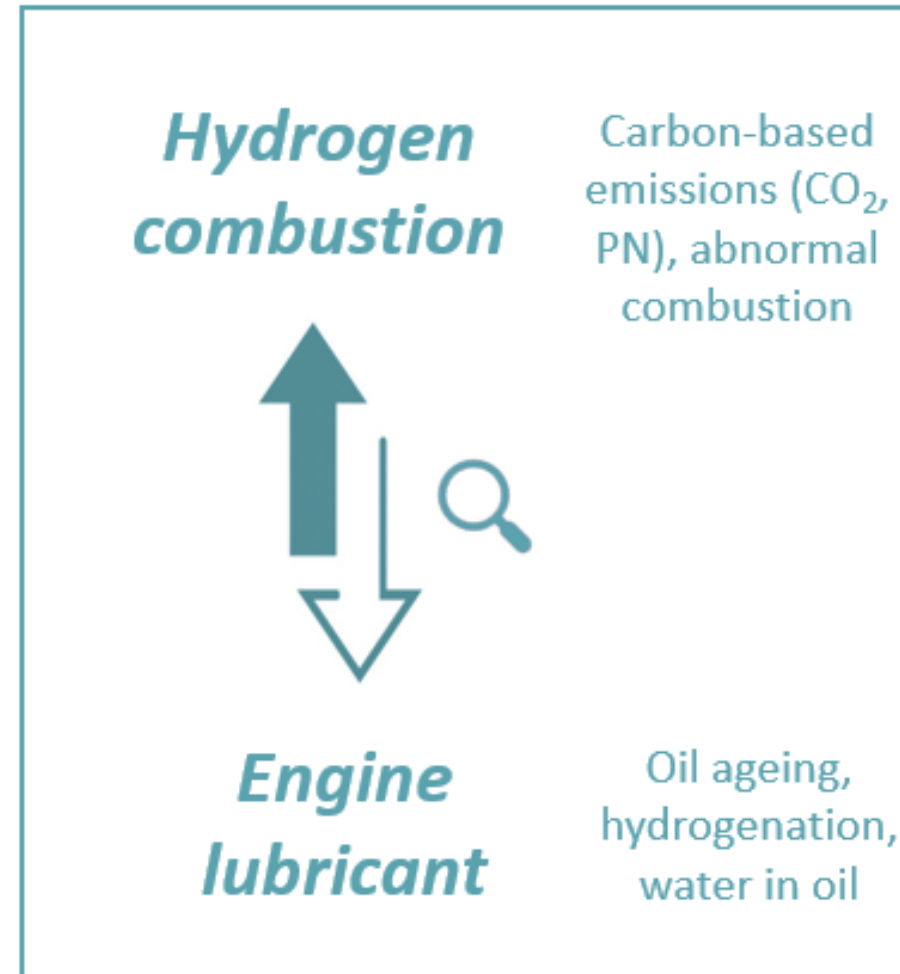 Hydrogen
combustion
Carbon-based
emissions (CO₂,
PN), abnormal
combustion
Engine
lubricant
Oil ageing,
hydrogenation,
water in oil